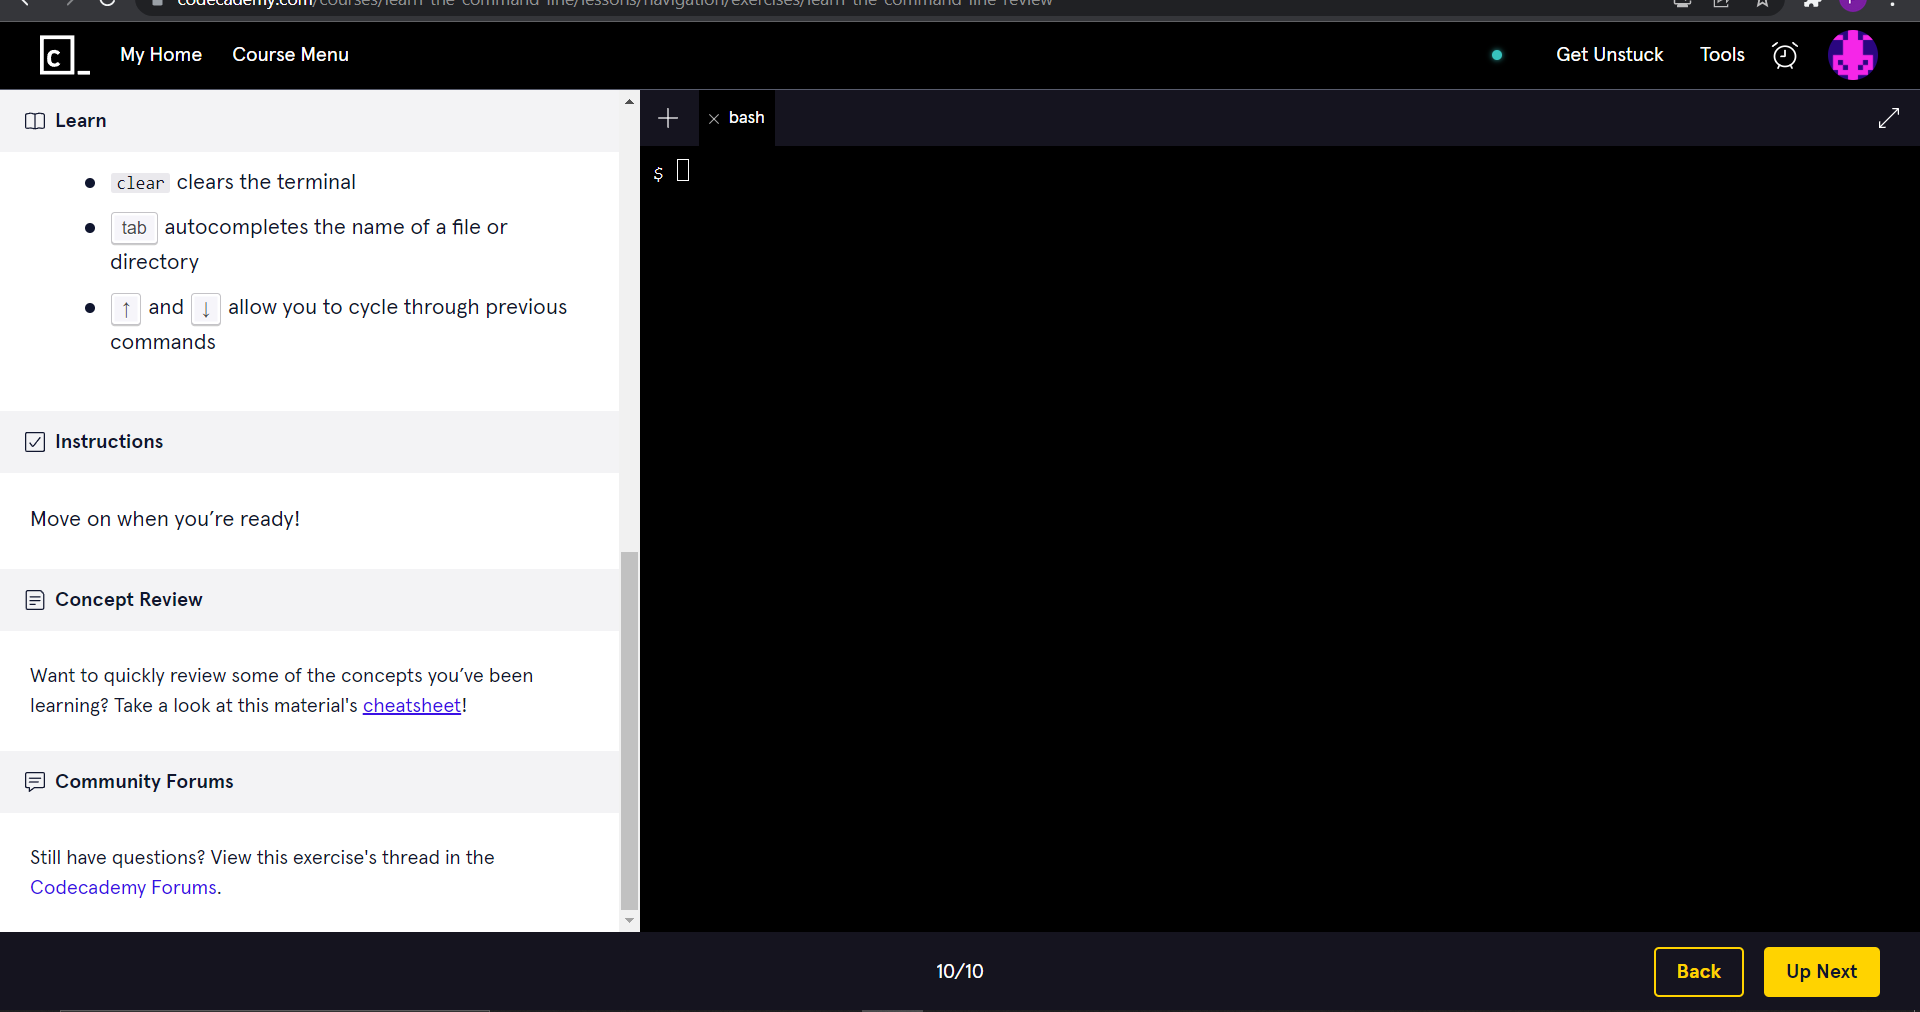 codecademy.com/courses/learn-the-command-line/lessons/navigation/exercises/learn-the-command-line-review
My Home Course Menu Get Unstuck Tools
Learn
clear clears the terminal
tab autocompletes the name of a file or
directory
↑ and ↓ allow you to cycle through previous
commands
Instructions
Move on when you’re ready!
Concept Review
Want to quickly review some of the concepts you’ve been
learning? Take a look at this material's cheatsheet!
Community Forums
Still have questions? View this exercise's thread in the
Codecademy Forums.
bash
$
10/10
Back Up Next